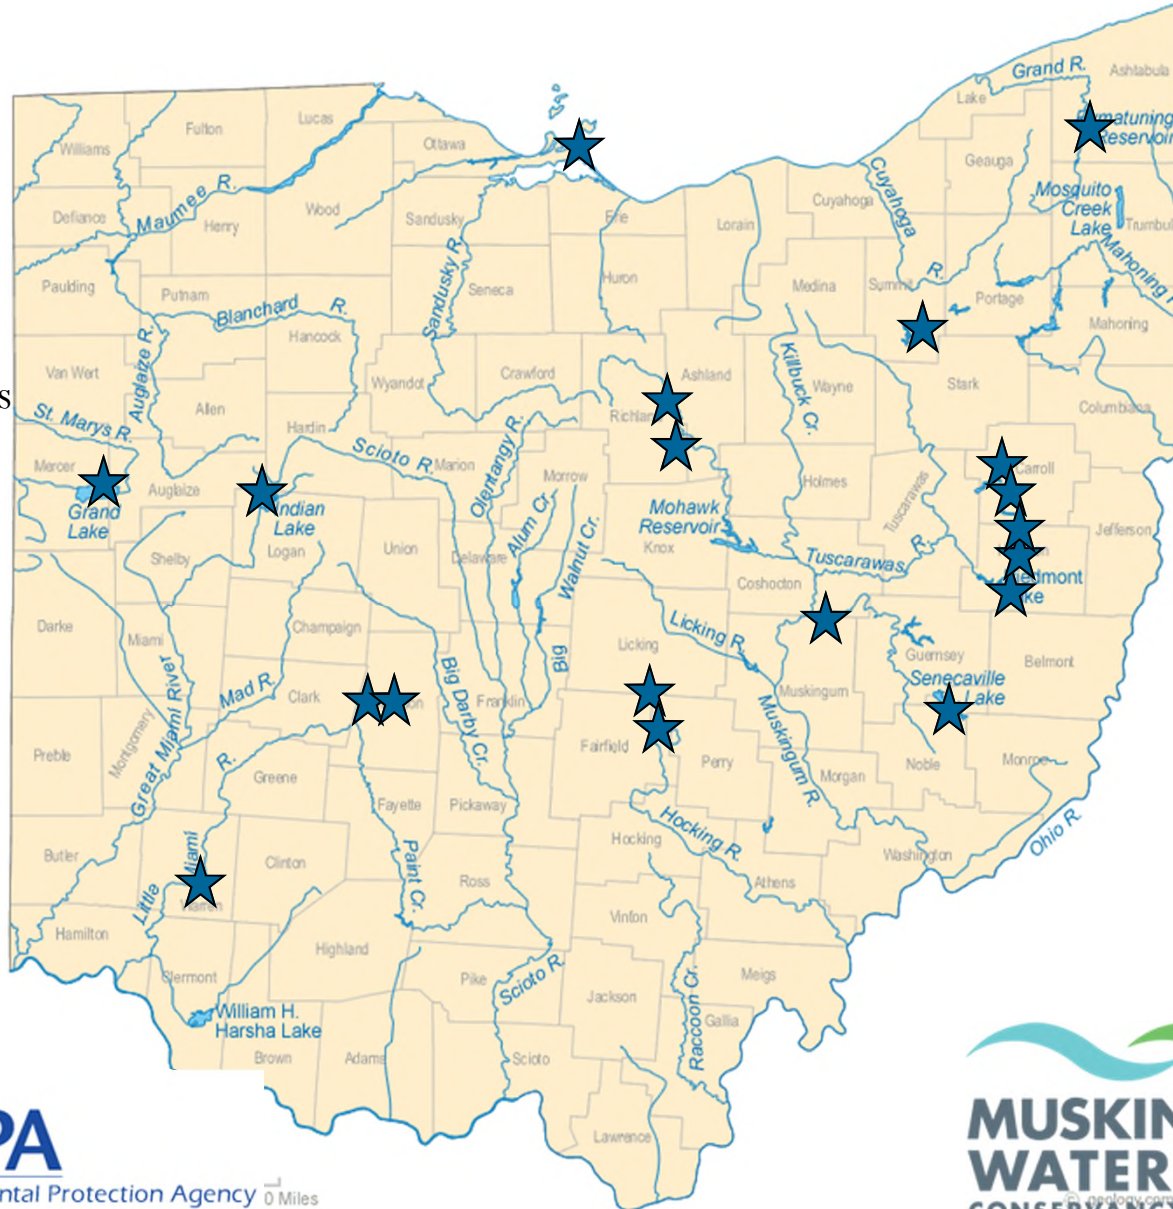 Grand R.
Ashtabula
Lake
Lucas
Fulton
Williams
Ottawa
Reservoir
Geauga
Mosquito
Creek
Lake
Cuyahoga
R.
Cuyahoga
Maumee R.
Defiance
Henry
Wood
Sandusky
Erie
Lorain
Mahoning
Paulding
Putnam
Sandusky R.
Seneca
Huron
Medina
Portage
Blanchard R.
Hancock
Auglaize R.
Mahoning
Van Wert
Wyandot
Crawford
Ashland
Killbuck Cr.
Wayne
Stark
s
Allen
Columbiana
St. Marys R.
Hardin
Scioto R.
Marion
Olentangy R.
Mercer
Auglaize
Morrow
Holmes
Tuscarawas
Carroll
Grand
Lake
Indian
Lake
Logan
Union
Delaware
Alum Cr.
Walnut Cr.
Big
Mohawk
Reservoir
Knox
Jefferson
Shelby
Coshocton
Tuscarawas R.
Darke
Miami
Champaign
Licking
Licking R.
Guernsey
Belmont
Senecaville
Lake
Mad R.
Clark
Big Darby Cr.
Franklin
Muskingum
Muskingum R.
Preble
Montgomery
Great Miami River
Greene
Fairfield
Perry
Morgan
Noble
Monroe
Fayette
Pickaway
Butler
Little Miami R.
Clinton
Paint Cr.
Ross
Hocking
Hocking R.
Athens
Washington
Ohio R.
Warren
Hamilton
Highland
Vinton
Clermont
Pike
Scioto R.
Jackson
Raccoon Cr.
Meigs
Gallia
William H.
Harsha Lake
Brown
Adams
Scioto
Lawrence
PA
ntal Protection Agency
0 Miles
MUSKIN
WATER
CONSERVANCY
© geology.com